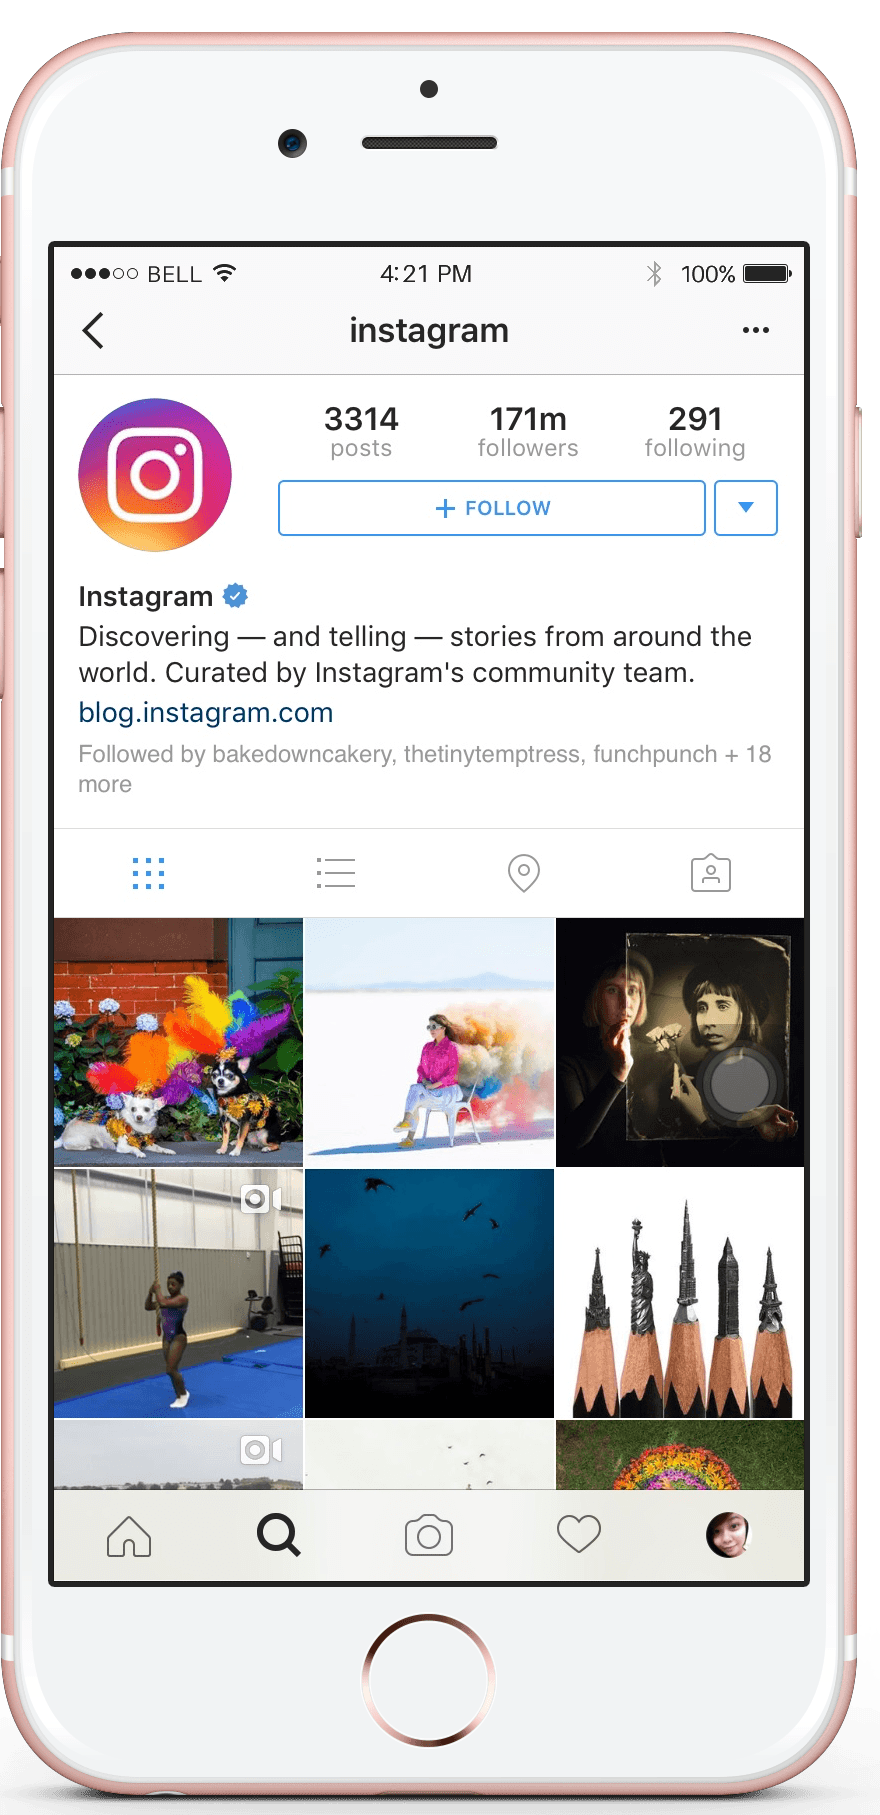 BELL 4:21 PM 100%
instagram
3314 171m 291
posts followers following
+ FOLLOW
Instagram
Discovering — and telling — stories from around the
world. Curated by Instagram's community team.
blog.instagram.com
Followed by bakedowncakery, thetinytemptress, funchpunch + 18
more